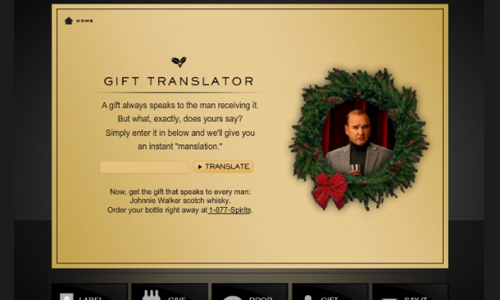 HOME
GIFT TRANSLATOR
A gift always speaks to the man receiving it.
But what, exactly, does yours say?
Simply enter it in below and we'll give you
an instant "manslation."
TRANSLATE
Now, get the gift that speaks to every man:
Johnnie Walker scotch whisky.
Order your bottle right away at 1-877-Spirits.
LABEL GIVE DROP GIFT SAY IT